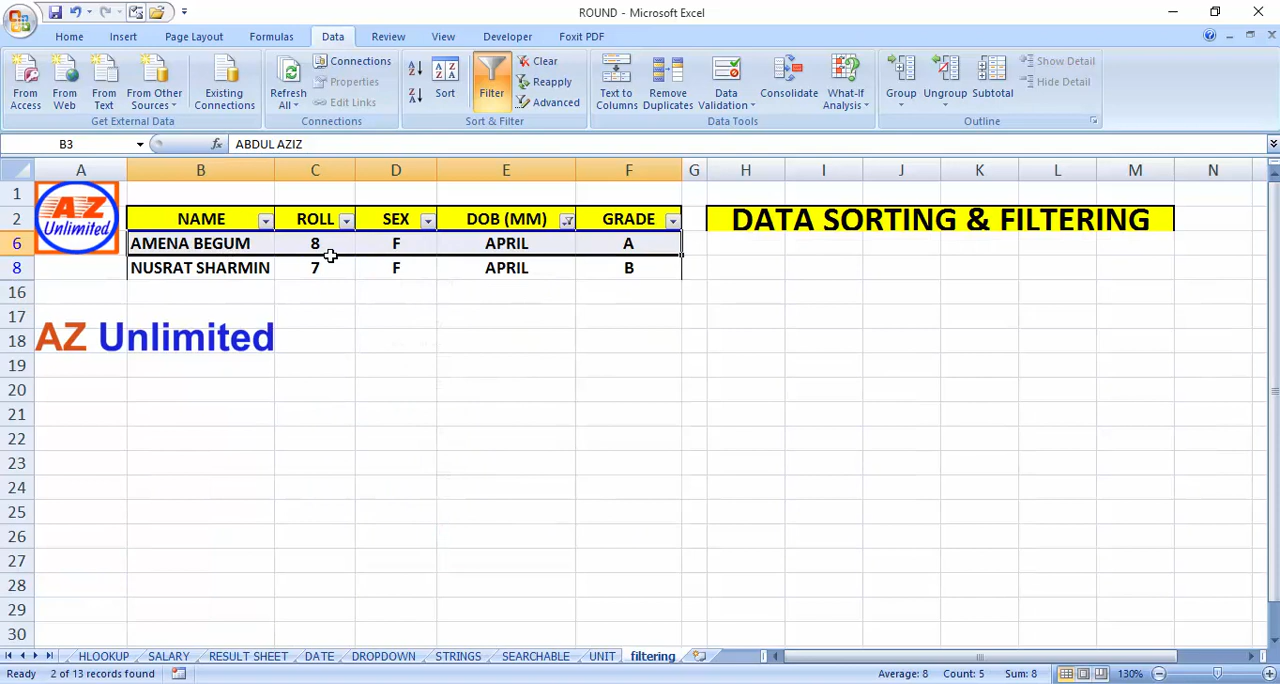 ROUND - Microsoft Excel
Home Insert Page Layout Formulas Data Review View Developer Foxit PDF
From Access From Web From Text From Other Sources Existing Connections Refresh All Connections Properties Edit Links Sort Filter Clear Reapply Advanced Text to Columns Remove Duplicates Data Validation Consolidate What-If Analysis Group Ungroup Subtotal Show Detail Hide Detail
Get External Data Connections Sort & Filter Data Tools Outline
B3 fx ABDUL AZIZ
A B C D E F G H I J K L M N
1
2 NAME ROLL SEX DOB (MM) GRADE DATA SORTING & FILTERING
AZ Unlimited
6 AMENA BEGUM 8 F APRIL A
8 NUSRAT SHARMIN 7 F APRIL B
16
17
18 AZ Unlimited
19
20
21
22
23
24
25
26
27
28
29
30
HLOOKUP SALARY RESULT SHEET DATE DROPDOWN STRINGS SEARCHABLE UNIT filtering
Ready 2 of 13 records found Average: 8 Count: 5 Sum: 8 130%